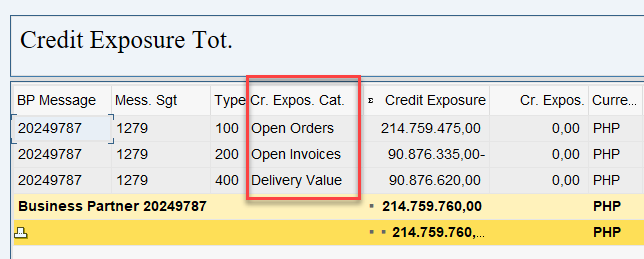 Credit Exposure Tot.
BP Message Mess. Sgt Type Cr. Expos. Cat. Σ Credit Exposure Cr. Expos. Curre...
20249787 1279 100 Open Orders 214.759.475,00 0,00 PHP
20249787 1279 200 Open Invoices 90.876.335,00- 0,00 PHP
20249787 1279 400 Delivery Value 90.876.620,00 0,00 PHP
Business Partner 20249787 ▪ 214.759.760,00 PHP
▪ ▪ 214.759.760,... PHP